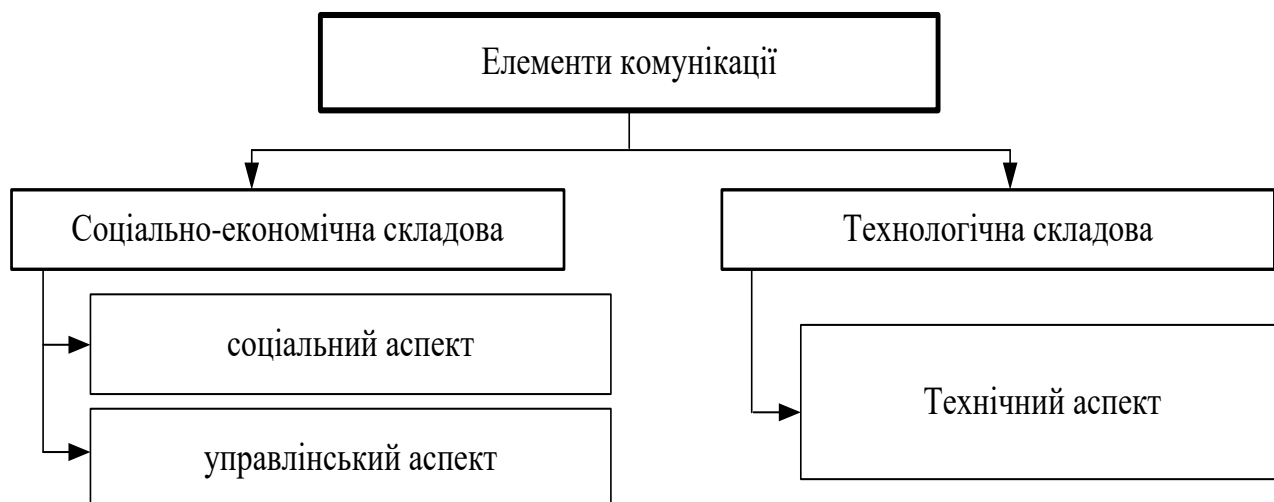 Елементи комунікації
Соціально-економічна складова
Технологічна складова
соціальний аспект
управлінський аспект
Технічний аспект